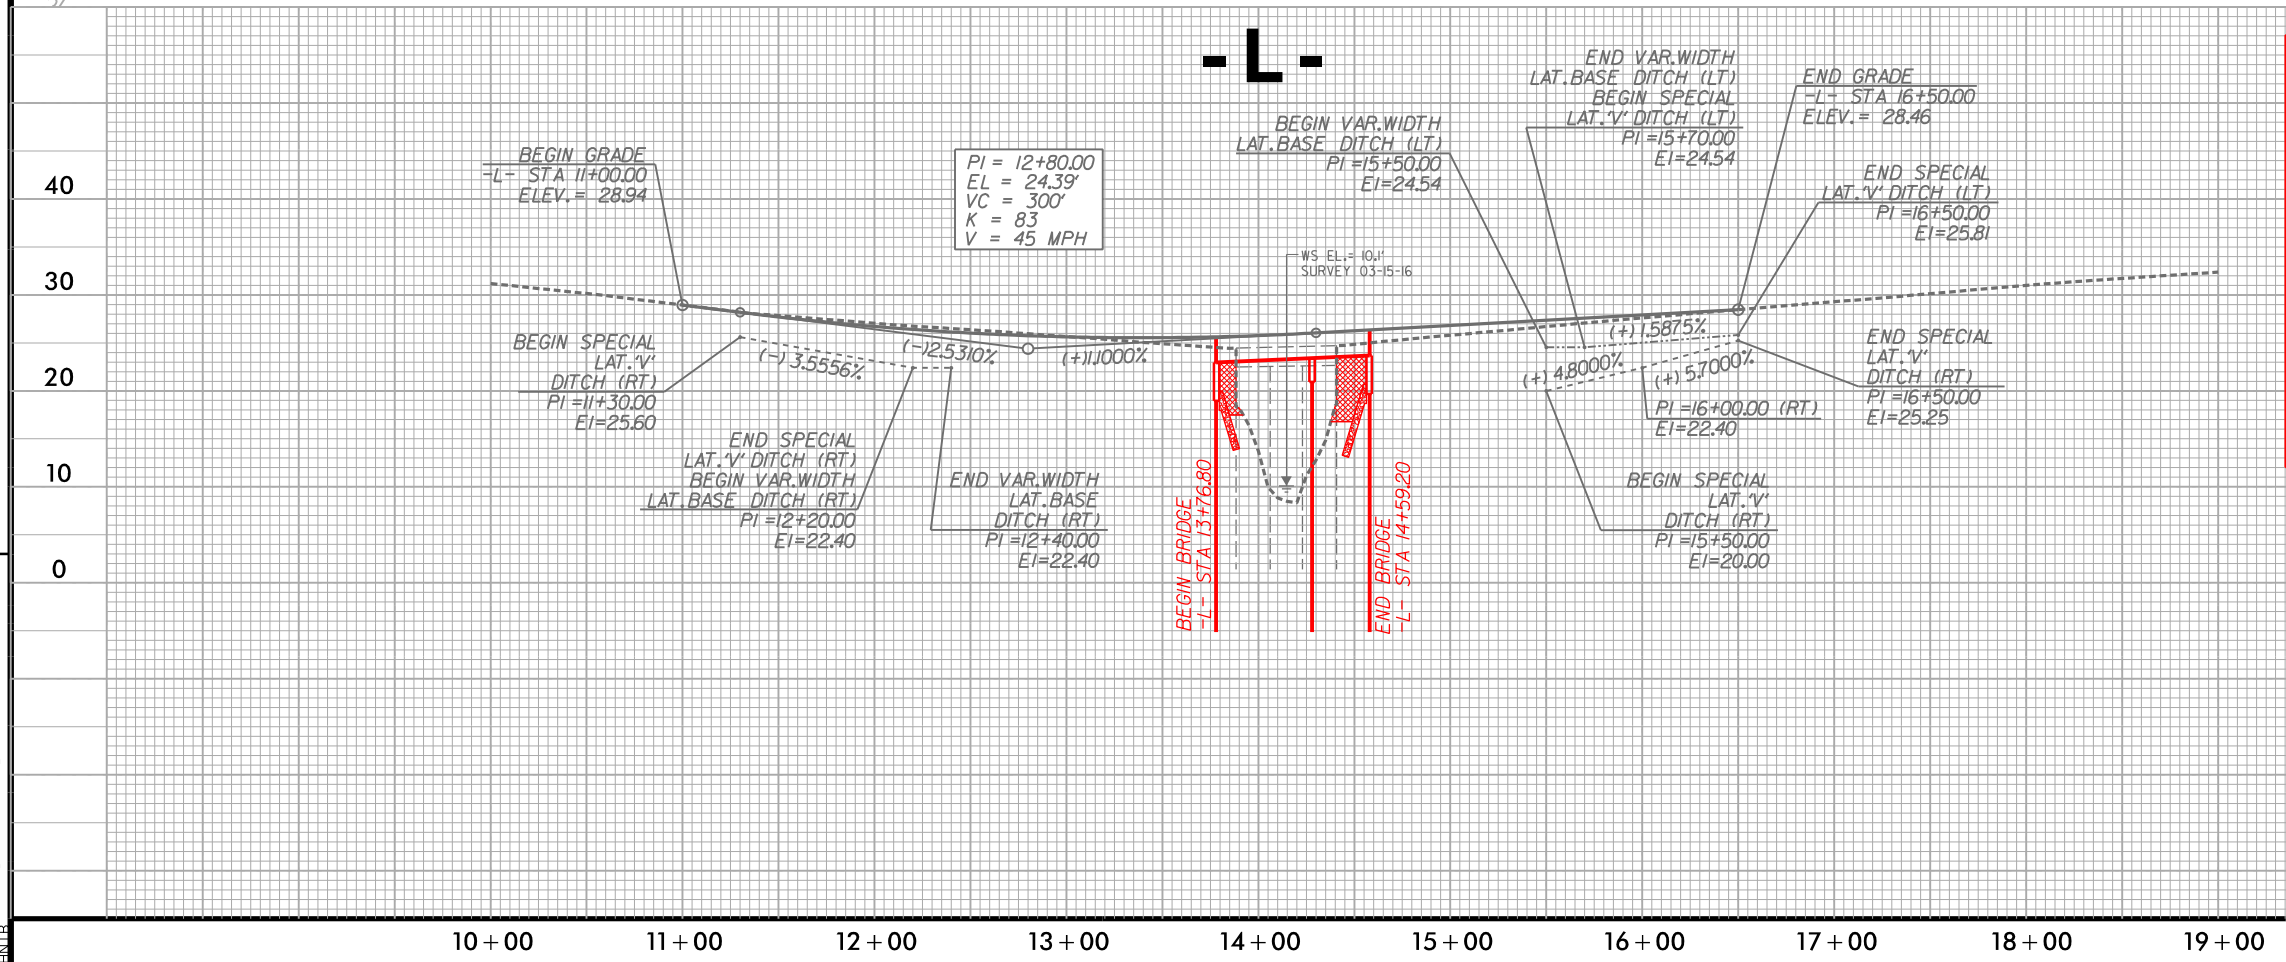 - L -
END VAR.WIDTH
LAT.BASE DITCH (LT)
BEGIN SPECIAL
LAT.'V' DITCH (LT)
PI =15+70.00
El=24.54
END GRADE
-L- STA 16+50.00
ELEV.= 28.46
BEGIN VAR.WIDTH
LAT.BASE DITCH (LT)
PI =15+50.00
El=24.54
BEGIN GRADE
-L- STA 11+00.00
ELEV.= 28.94
PI = 12+80.00
EL = 24.39'
VC = 300'
K = 83
V = 45 MPH
END SPECIAL
LAT.'V' DITCH (LT)
PI =16+50.00
El=25.81
WS EL.= 10.1'
SURVEY 03-15-16
40
30
20
10
0
BEGIN SPECIAL
LAT.'V'
DITCH (RT)
PI =11+30.00
El=25.60
(-) 3.5556%
(-)2.5310%
(+)1.1000%
(+) 1.5875%
(+) 4.8000%
(+) 5.7000%
END SPECIAL
LAT.'V'
DITCH (RT)
PI =16+50.00
El=25.25
PI =16+00.00 (RT)
El=22.40
END SPECIAL
LAT.'V' DITCH (RT)
BEGIN VAR.WIDTH
LAT.BASE DITCH (RT)
PI =12+20.00
El=22.40
END VAR.WIDTH
LAT.BASE
DITCH (RT)
PI =12+40.00
El=22.40
BEGIN BRIDGE
-L- STA 13+76.80
END BRIDGE
-L- STA 14+59.20
BEGIN SPECIAL
LAT.'V'
DITCH (RT)
PI =15+50.00
El=20.00
10+00 11+00 12+00 13+00 14+00 15+00 16+00 17+00 18+00 19+00